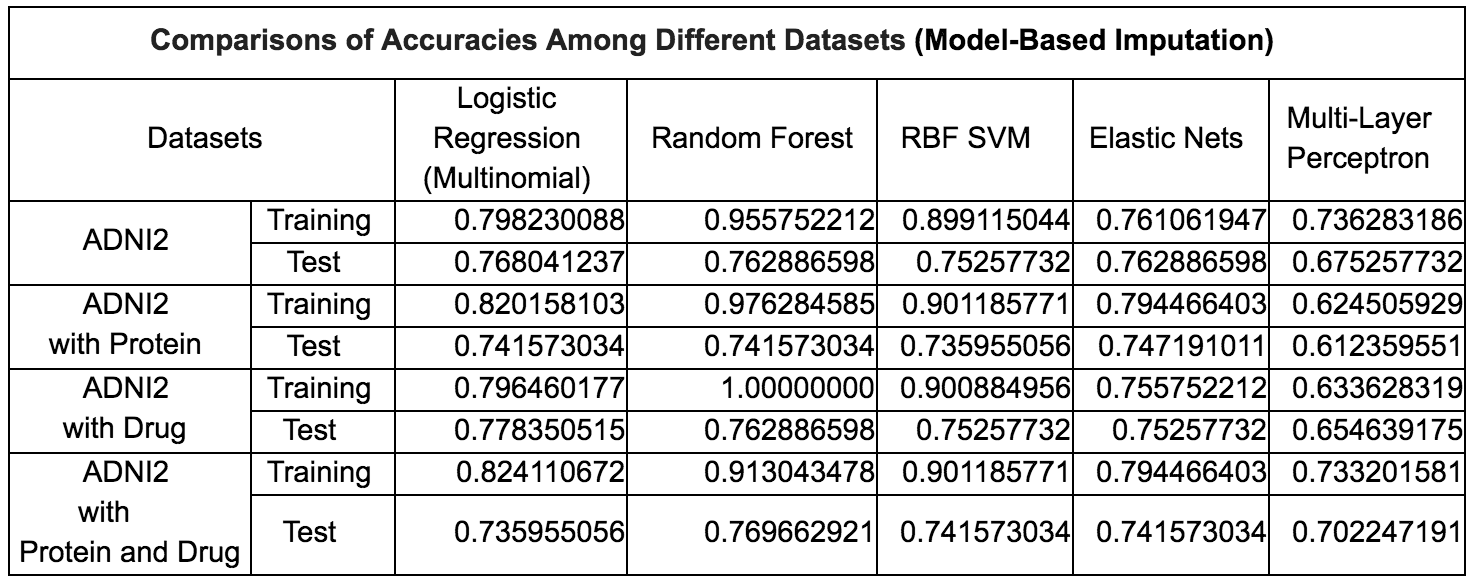 Comparisons of Accuracies Among Different Datasets (Model-Based Imputation)
Datasets
Logistic
Regression
(Multinomial)
Random Forest
RBF SVM
Elastic Nets
Multi-Layer
Perceptron
ADNI2
Training 0.798230088 0.955752212 0.899115044 0.761061947 0.736283186
Test 0.768041237 0.762886598 0.75257732 0.762886598 0.675257732
ADNI2
with Protein
Training 0.820158103 0.976284585 0.901185771 0.794466403 0.624505929
Test 0.741573034 0.741573034 0.735955056 0.747191011 0.612359551
ADNI2
with Drug
Training 0.796460177 1.00000000 0.900884956 0.755752212 0.633628319
Test 0.778350515 0.762886598 0.75257732 0.75257732 0.654639175
ADNI2
with
Protein and Drug
Training 0.824110672 0.913043478 0.901185771 0.794466403 0.733201581
Test 0.735955056 0.769662921 0.741573034 0.741573034 0.702247191